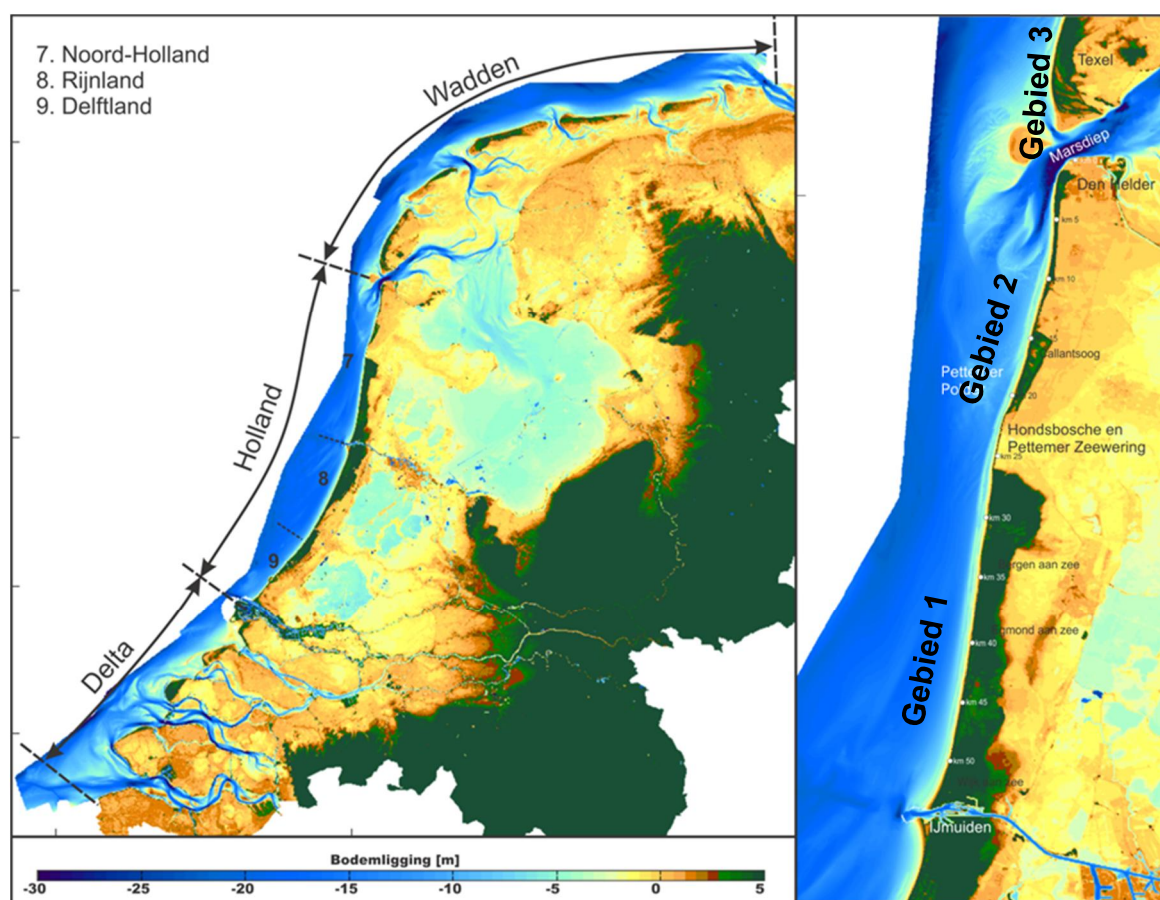 7. Noord-Holland
8. Rijnland
9. Delftland
Wadden
Holland
Delta
7
8
9
Bodemligging [m]
-30 -25 -20 -15 -10 -5 0 5
Gebied 3
Texel
Marsdiep
Den Helder
km 5
km 10
Gebied 2
15
Callantsoog
20
Hondsbosche en
Pettemer Zeewering
km 25
km 30
km 35
Gebied 1
km 40
km 45
km 50
IJmuiden